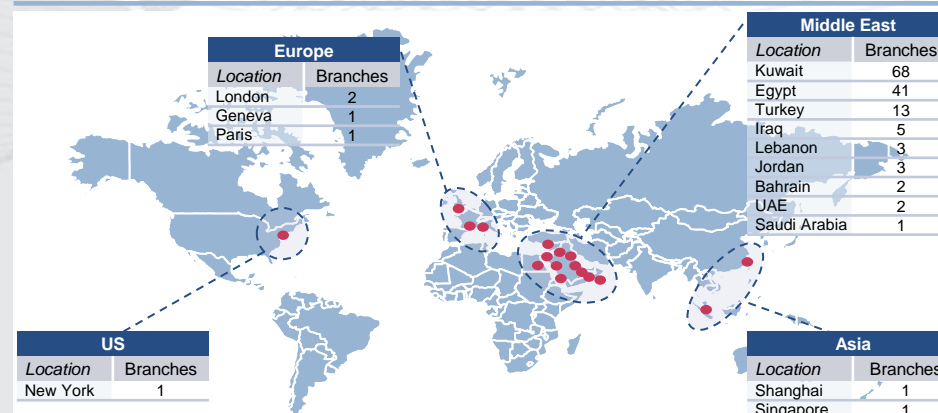 Europe
Location Branches
London 2
Geneva 1
Paris 1
Middle East
Location Branches
Kuwait 68
Egypt 41
Turkey 13
Iraq 5
Lebanon 3
Jordan 3
Bahrain 2
UAE 2
Saudi Arabia 1
US
Location Branches
New York 1
Asia
Location Branches
Shanghai 1
Singapore 1